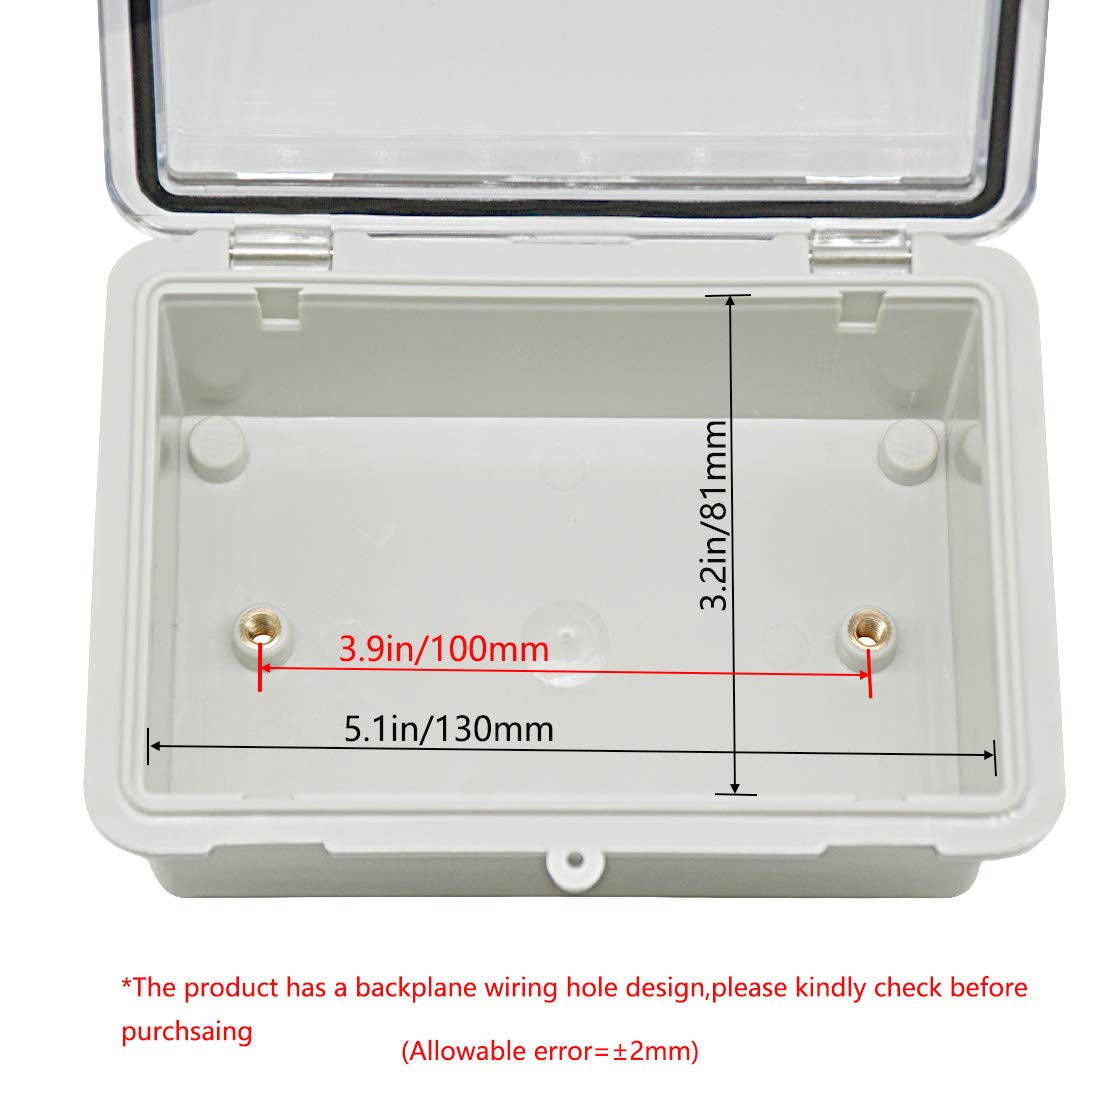 3.2in/81mm
3.9in/100mm
5.1in/130mm
*The product has a backplane wiring hole design,please kindly check before
purchsaing
(Allowable error=±2mm)